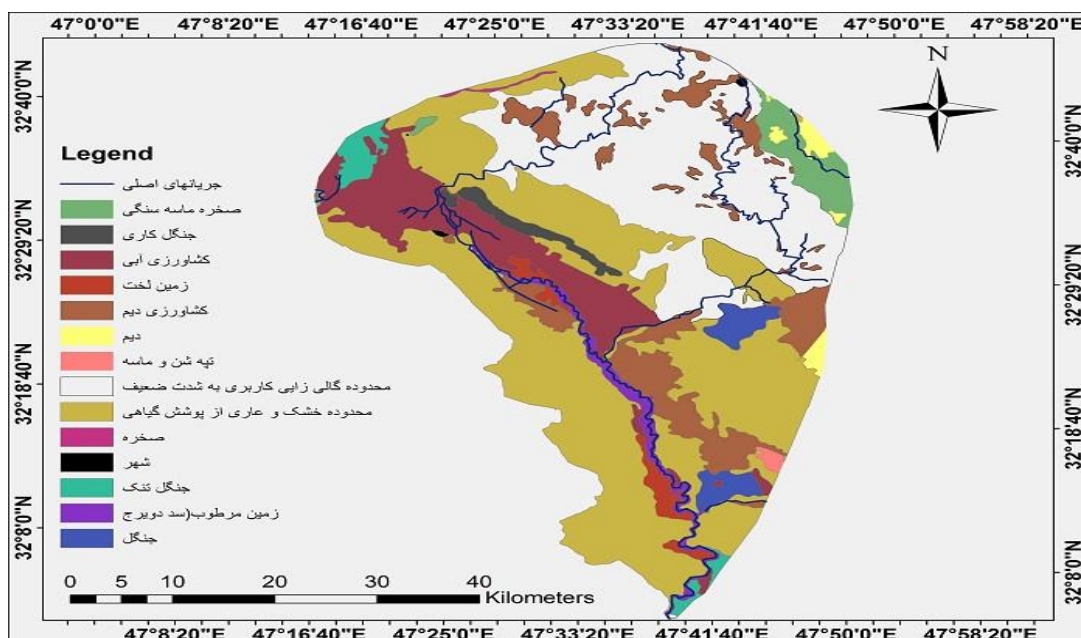 47°0'0"E 47°8'20"E 47°16'40"E 47°25'0"E 47°33'20"E 47°41'40"E 47°50'0"E 47°58'20"E
N
32°40'0"N
32°29'20"N
32°18'40"N
32°8'0"N
32°40'0"N
32°29'20"N
32°18'40"N
32°8'0"N
Legend
جریانهای اصلی
صخره ماسه سنگی
جنگل کاری
کشاورزی آبی
زمین لخت
کشاورزی دیم
دیم
تپه شن و ماسه
محدوده گالی زایی کاربری به شدت ضعیف
محدوده خشک و عاری از پوشش گیاهی
صخره
شهر
جنگل تنک
زمین مرطوب(سد دویرج
جنگل
0 5 10 20 30 40
Kilometers
47°8'20"E 47°16'40"E 47°25'0"E 47°33'20"E 47°41'40"E 47°50'0"E 47°58'20"E